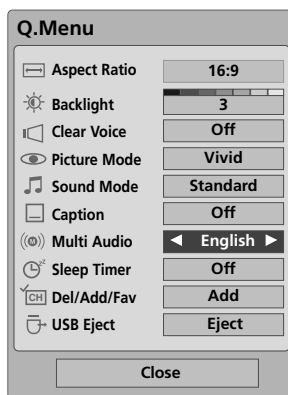 Q.Menu
Aspect Ratio 16:9
Backlight 3
Clear Voice Off
Picture Mode Vivid
Sound Mode Standard
Caption Off
Multi Audio ◀ English ▶
Sleep Timer Off
CH Del/Add/Fav Add
USB Eject Eject
Close